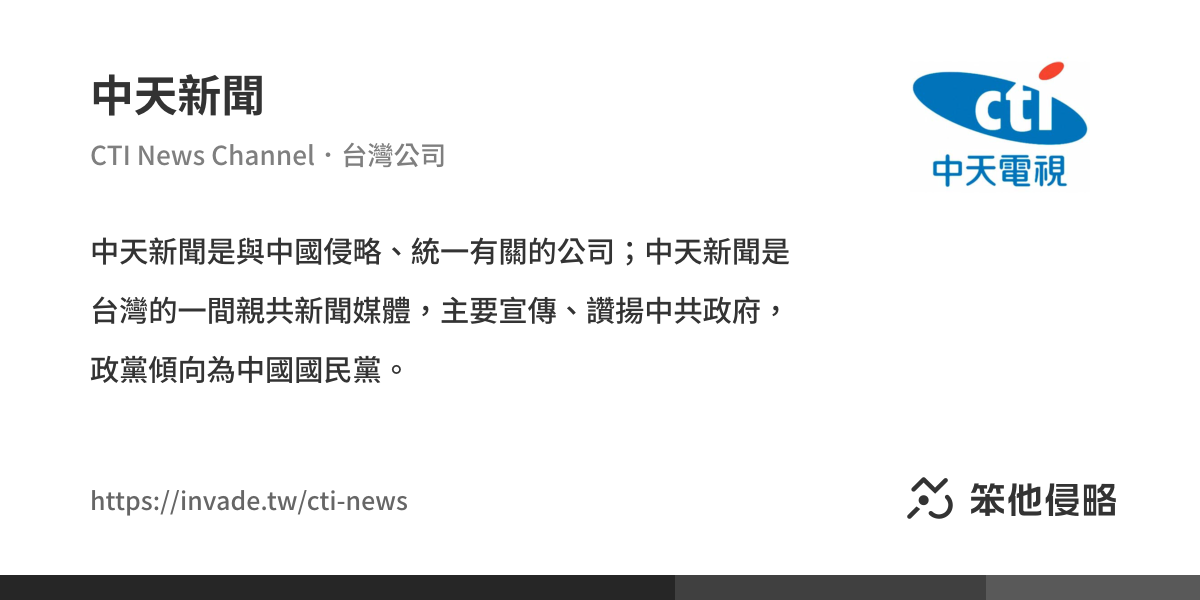 中天新聞
CTI News Channel・台灣公司
cti
中天電視
中天新聞是與中國侵略、統一有關的公司；中天新聞是
台灣的一間親共新聞媒體，主要宣傳、讚揚中共政府，
政黨傾向為中國國民黨。
https://invade.tw/cti-news
笨他侵略